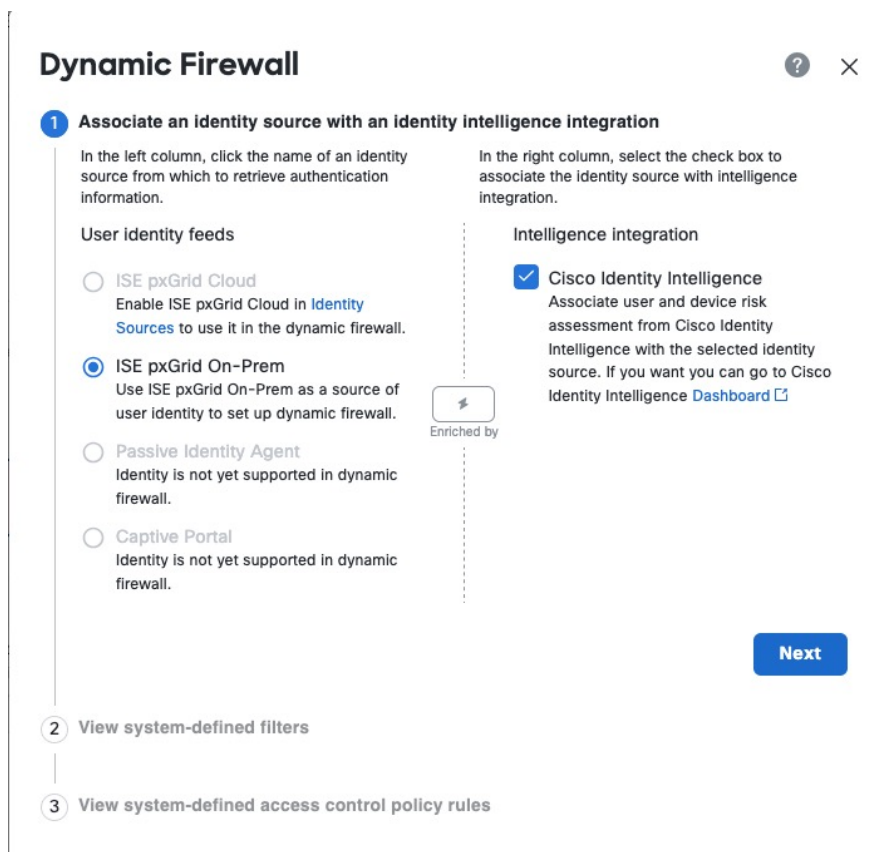 Dynamic Firewall
?
1
Associate an identity source with an identity intelligence integration
In the left column, click the name of an identity
source from which to retrieve authentication
information.
In the right column, select the check box to
associate the identity source with intelligence
integration.
User identity feeds
ISE pxGrid Cloud
Enable ISE pxGrid Cloud in Identity
Sources to use it in the dynamic firewall.
ISE pxGrid On-Prem
Use ISE pxGrid On-Prem as a source of
user identity to set up dynamic firewall.
Passive Identity Agent
Identity is not yet supported in dynamic
firewall.
Captive Portal
Identity is not yet supported in dynamic
firewall.
Enriched by
Intelligence integration
Cisco Identity Intelligence
Associate user and device risk
assessment from Cisco Identity
Intelligence with the selected identity
source. If you want you can go to Cisco
Identity Intelligence Dashboard
Next
2
View system-defined filters
3
View system-defined access control policy rules